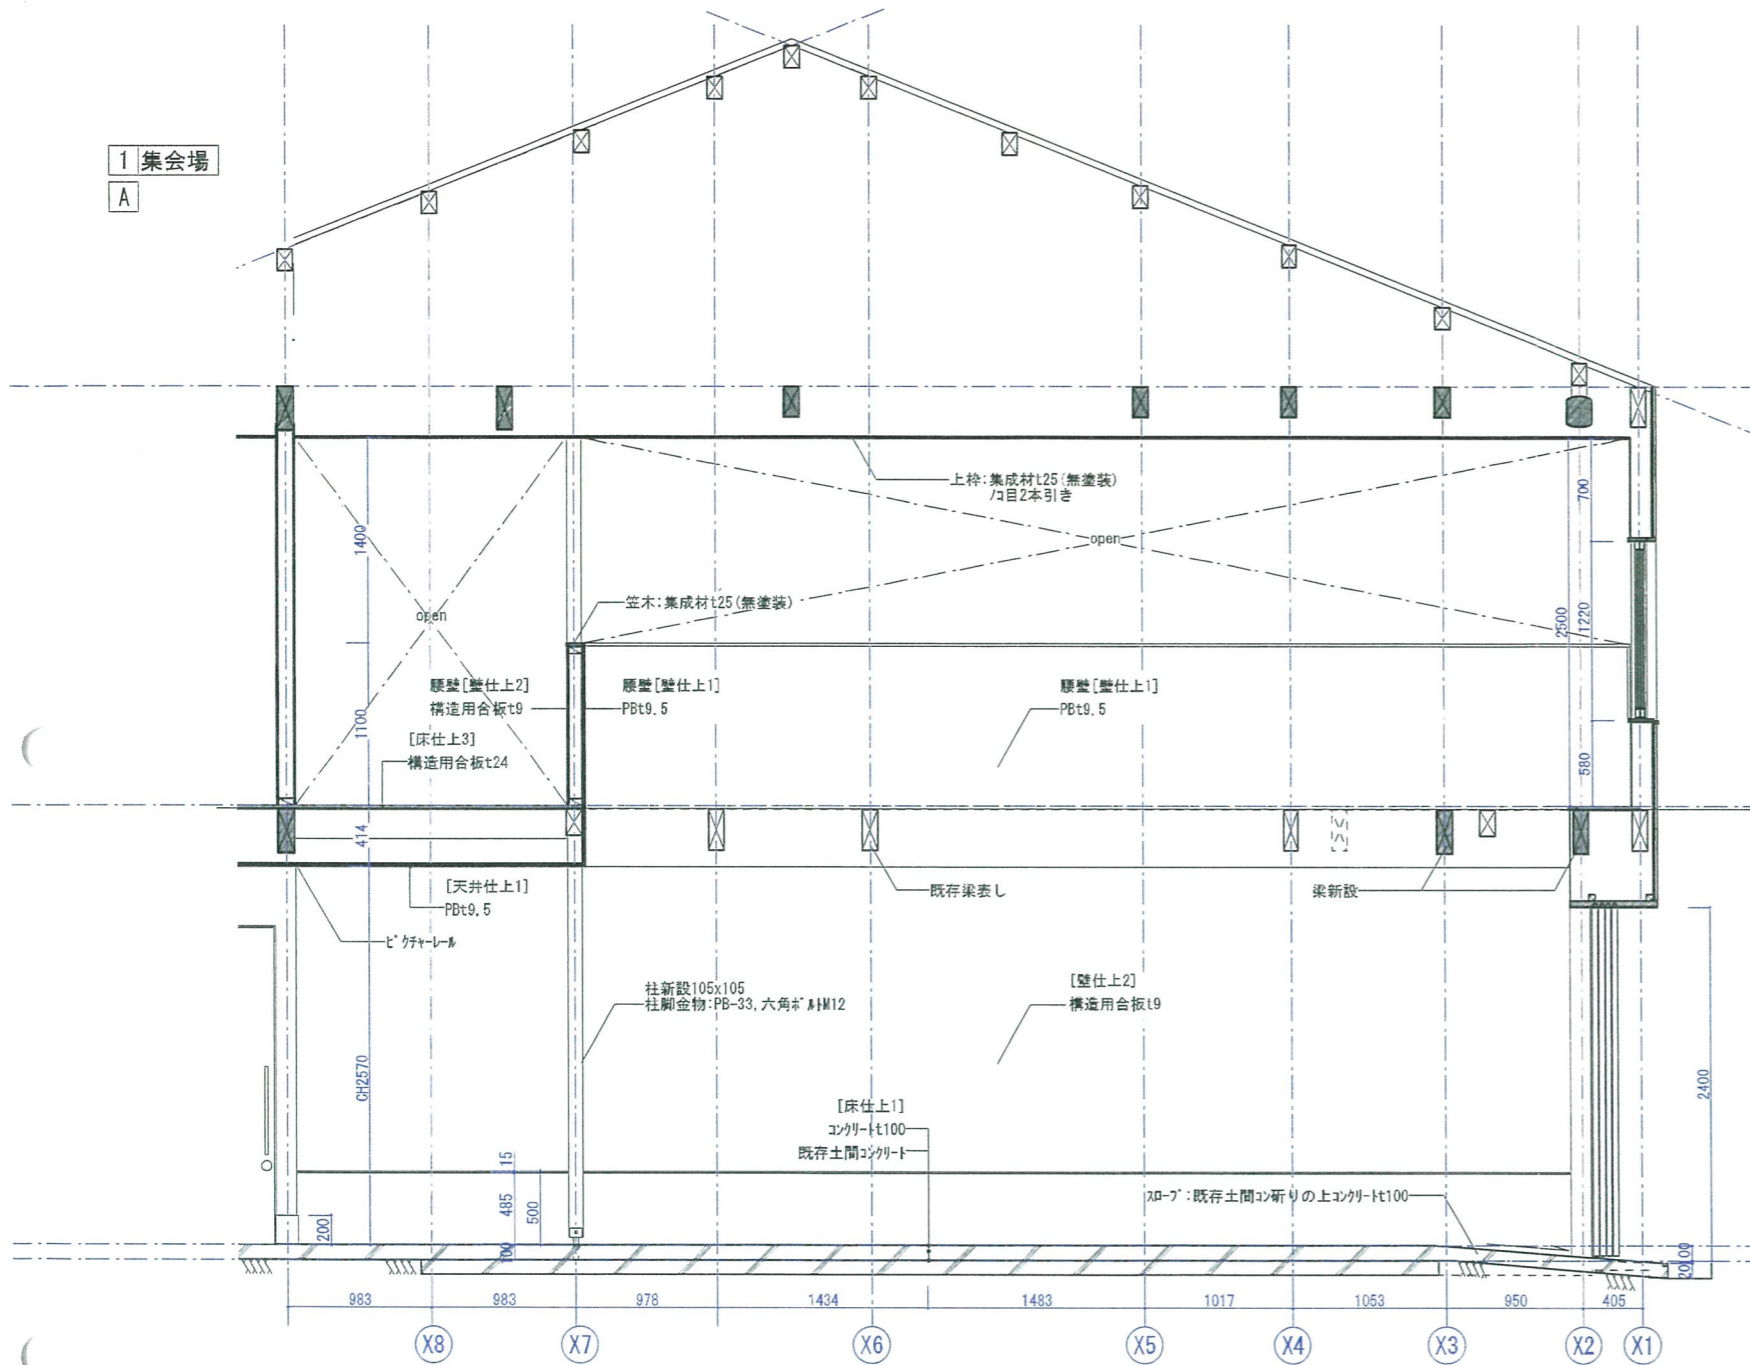 1 集会場
A
上枠:集成材t25(無塗装)
ﾉｺ目2本引き
700
1400
open
笠木:集成材t25(無塗装)
open
2500
1220
腰壁[壁仕上2]
構造用合板t9
腰壁[壁仕上1]
PBt9.5
腰壁[壁仕上1]
PBt9.5
1100
[床仕上3]
構造用合板t24
580
414
[天井仕上1]
PBt9.5
既存梁表し
梁新設
ﾋﾟｸﾁｬｰﾚｰﾙ
柱新設105x105
柱脚金物:PB-33,六角ﾎﾞﾙﾄM12
[壁仕上2]
構造用合板t9
CH2570
2400
[床仕上1]
ｺﾝｸﾘｰﾄt100
既存土間ｺﾝｸﾘｰﾄ
15
485
500
200
100
ｽﾛｰﾌﾟ:既存土間ｺﾝ斫りの上ｺﾝｸﾘｰﾄt100
20
100
983 983 978 1434 1483 1017 1053 950 405
X8 X7 X6 X5 X4 X3 X2 X1